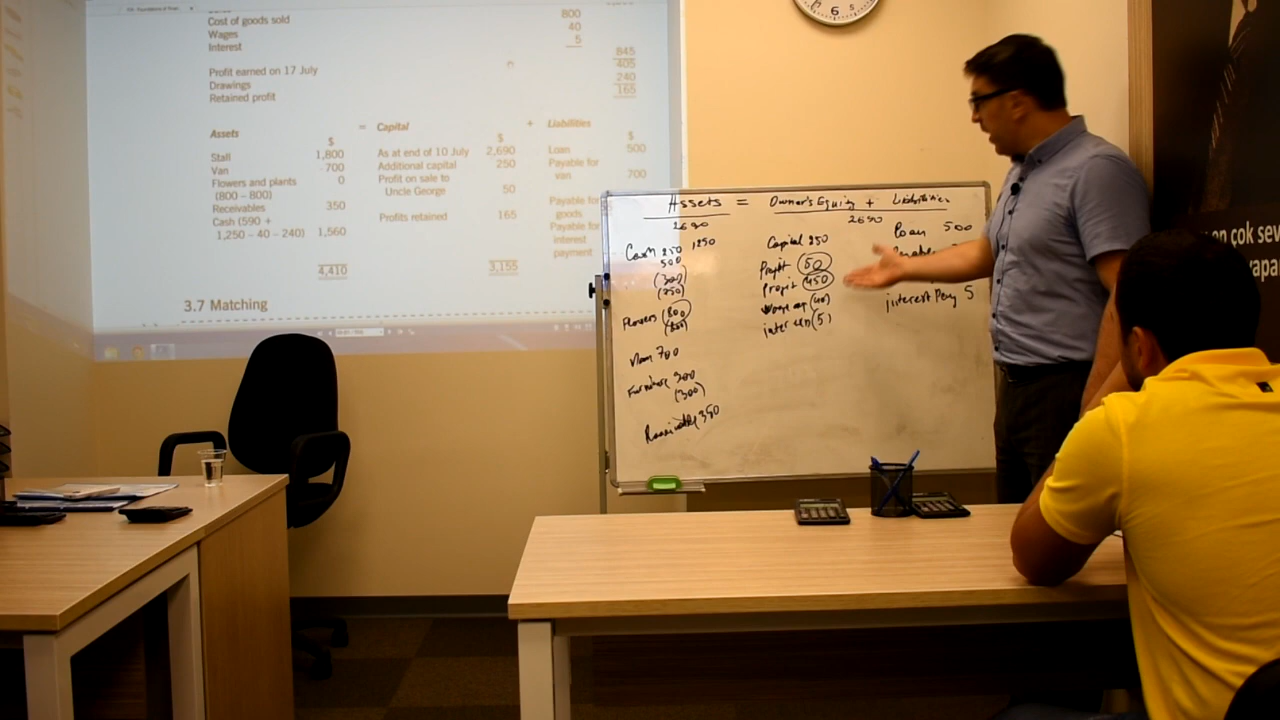 Cost of goods sold 800
Wages 40
Interest 5
845
Profit earned on 17 July 405
Drawings 240
Retained profit 165
Assets = Capital + Liabilities
$ $ $
Stall 1,800 As at end of 10 July 2,690 Loan 500
Van 700 Additional capital 250 Payable for
Flowers and plants 0 Profit on sale to van 700
(800 – 800) Uncle George 50
Receivables 350 Payable for
Cash (590 + Profits retained 165 goods
1,250 – 40 – 240) 1,560 Payable for
interest
payment
4,410 3,155
3.7 Matching
Assets = Owner's Equity + Liabilities
2690 2690
Cash 250 1250
500
(300)
(250)
Flowers (800)
Van 700
Furniture 300
(300)
Receivable 350
Capital 250
Profit (50)
Profit (450)
(40)
inter exp (5)
loan 500
interest Pay 5
6
en çok sev
yapa